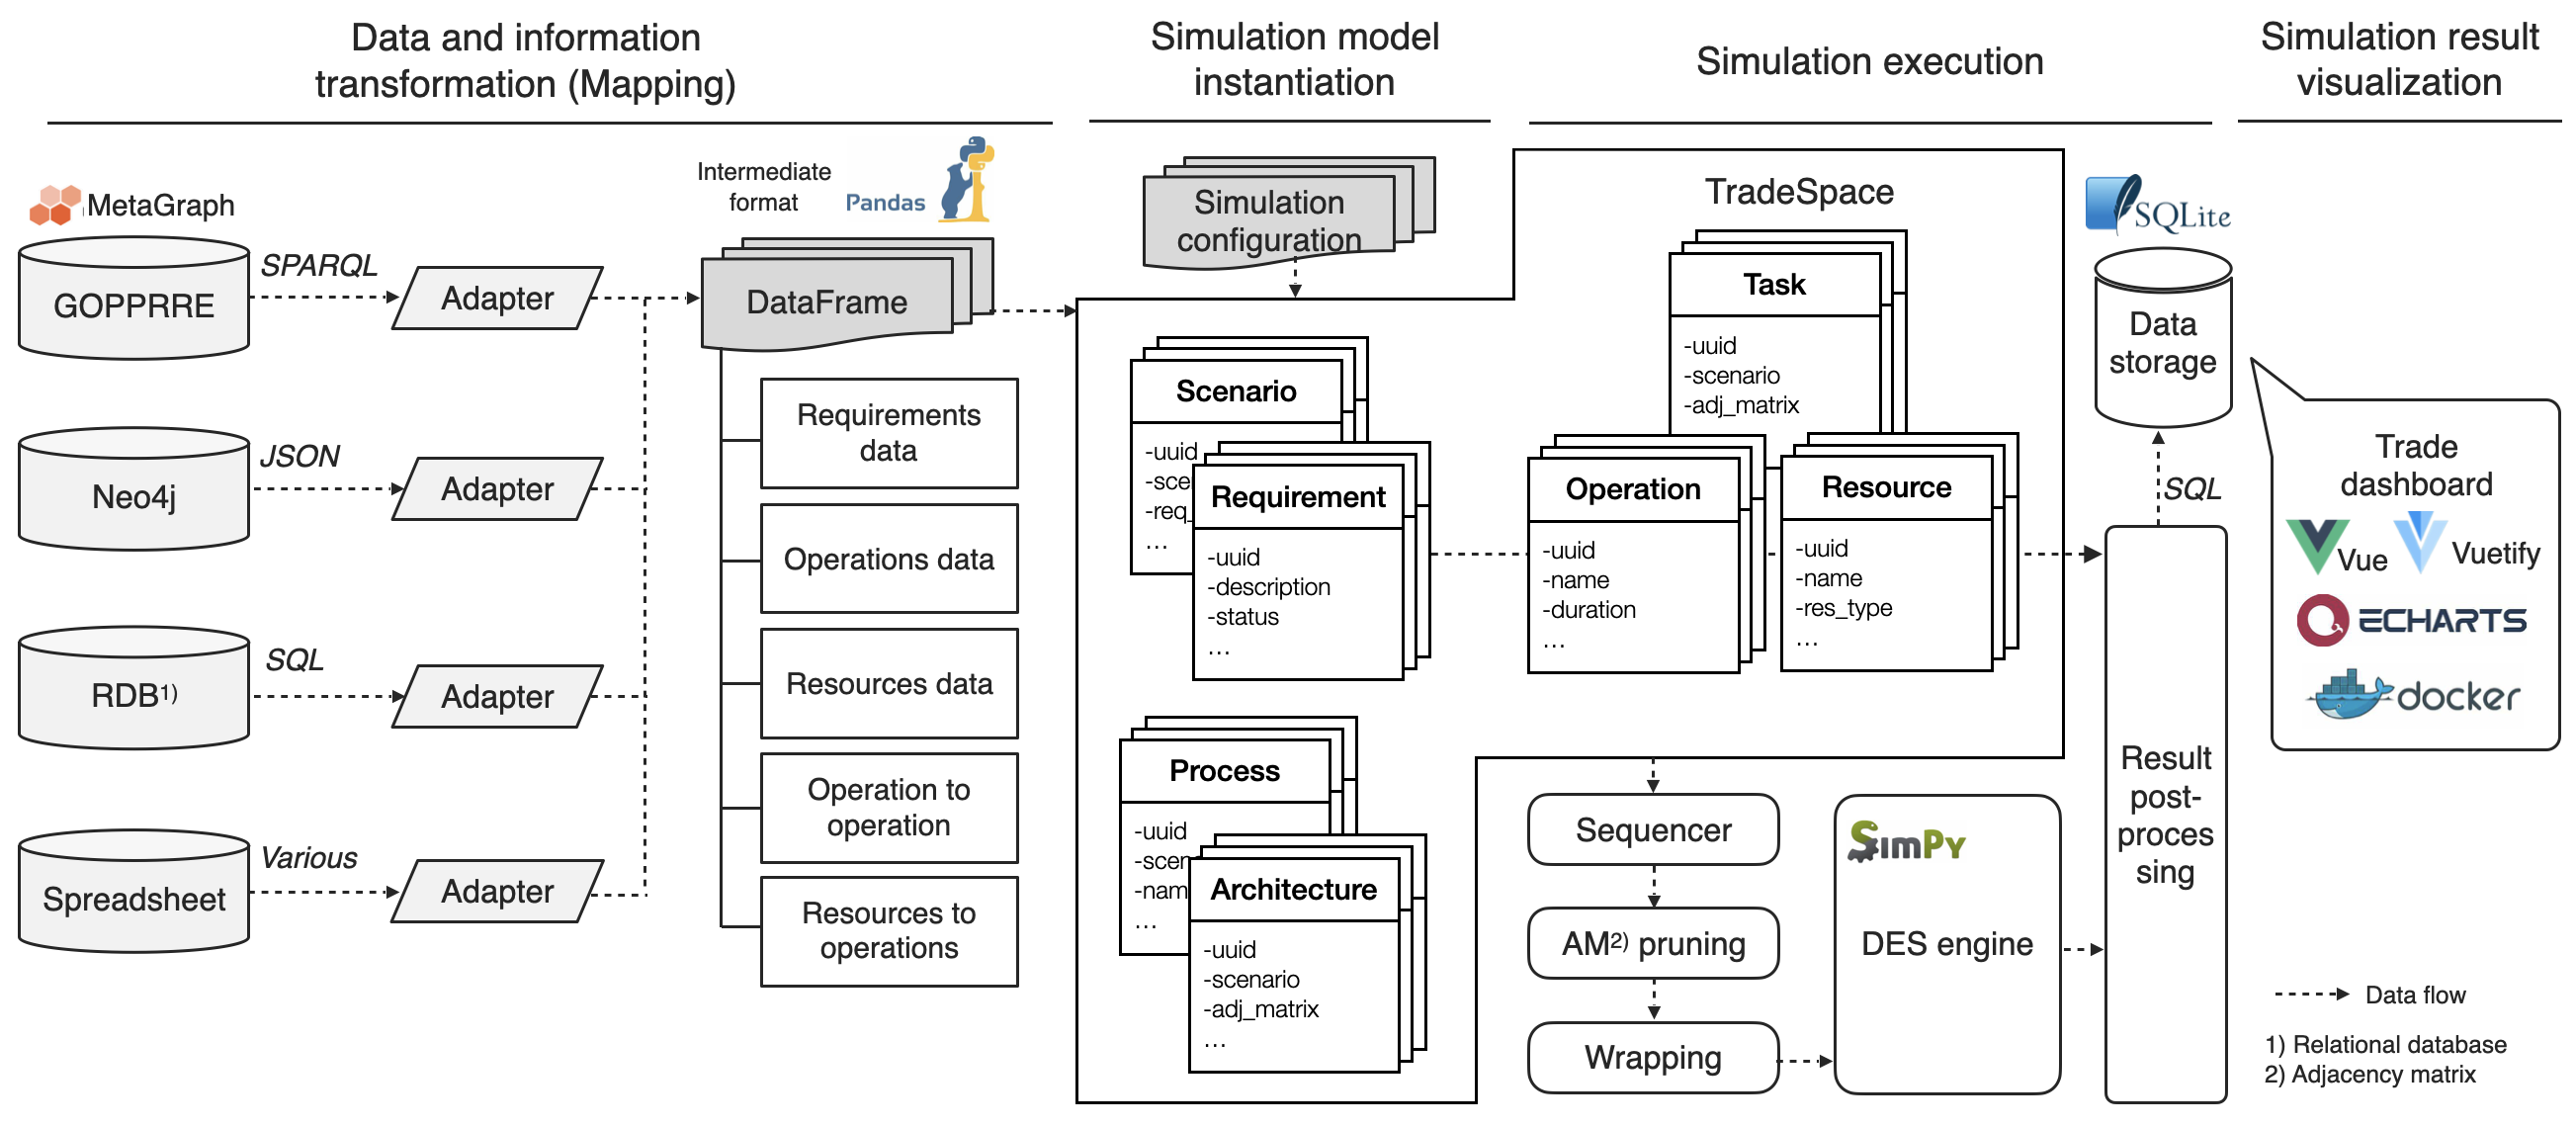 Data and information
transformation (Mapping)
Simulation model
instantiation
Simulation execution
Simulation result
visualization
MetaGraph
GOPPRRE
SPARQL
Adapter
Neo4j
JSON
Adapter
RDB1)
SQL
Adapter
Spreadsheet
Various
Adapter
Intermediate
format
Pandas
DataFrame
Requirements
data
Operations data
Resources data
Operation to
operation
Resources to
operations
Simulation
configuration
Scenario
-uuid
-sce
-req_
...
Requirement
-uuid
-description
-status
...
Process
-uuid
-scen
-nam
...
Architecture
-uuid
-scenario
-adj_matrix
...
TradeSpace
Task
-uuid
-scenario
-adj_matrix
Operation
-uuid
-name
-duration
...
Resource
-uuid
-name
-res_type
...
Sequencer
AM2) pruning
Wrapping
SimPy
DES engine
SQLite
Data
storage
SQL
Result
post-
proces
sing
Trade
dashboard
Vue
Vuetify
ECHARTS
docker
Data flow
1) Relational database
2) Adjacency matrix